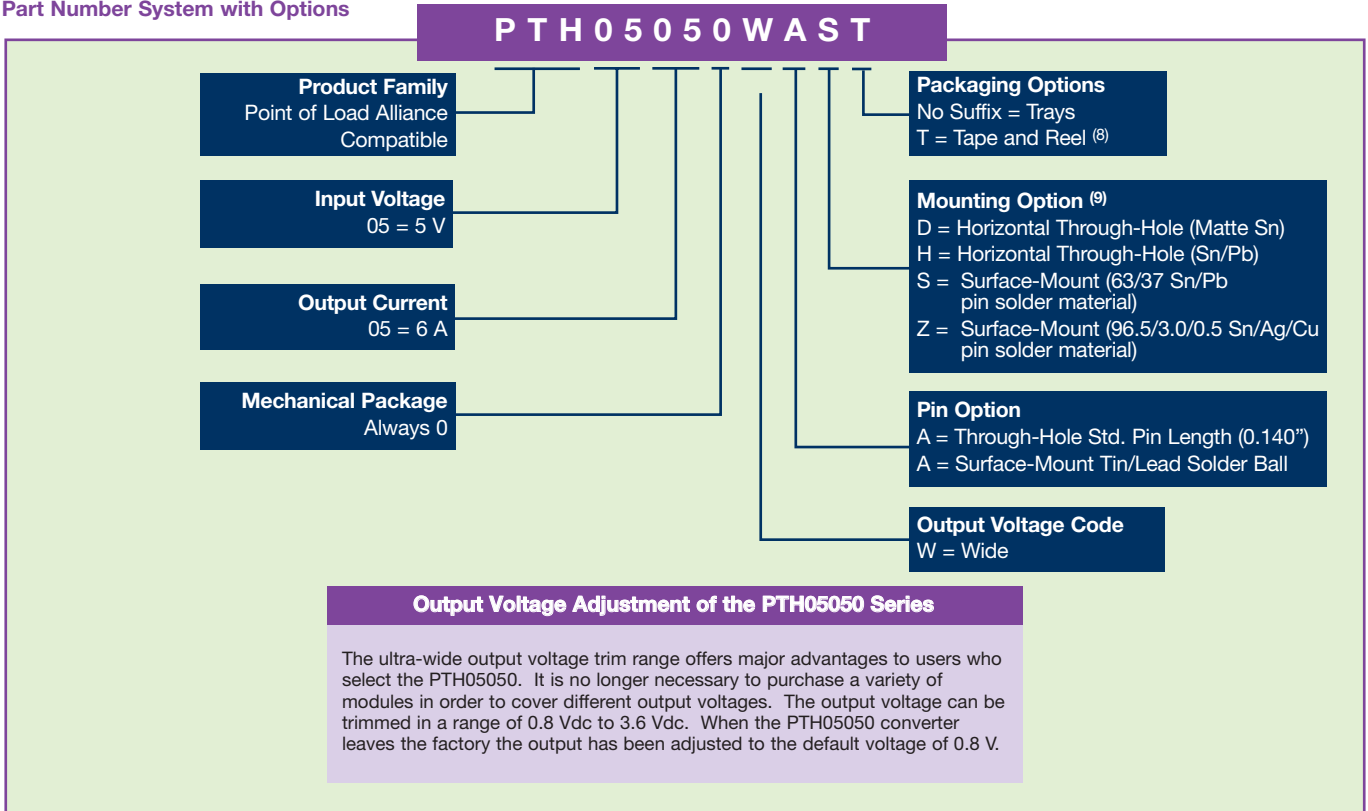 Part Number System with Options
PTH05050WAST
Product Family
Point of Load Alliance
Compatible
Input Voltage
05 = 5 V
Output Current
05 = 6 A
Mechanical Package
Always 0
Packaging Options
No Suffix = Trays
T = Tape and Reel (8)
Mounting Option (9)
D = Horizontal Through-Hole (Matte Sn)
H = Horizontal Through-Hole (Sn/Pb)
S = Surface-Mount (63/37 Sn/Pb
pin solder material)
Z = Surface-Mount (96.5/3.0/0.5 Sn/Ag/Cu
pin solder material)
Pin Option
A = Through-Hole Std. Pin Length (0.140”)
A = Surface-Mount Tin/Lead Solder Ball
Output Voltage Code
W = Wide
Output Voltage Adjustment of the PTH05050 Series
The ultra-wide output voltage trim range offers major advantages to users who
select the PTH05050. It is no longer necessary to purchase a variety of
modules in order to cover different output voltages. The output voltage can be
trimmed in a range of 0.8 Vdc to 3.6 Vdc. When the PTH05050 converter
leaves the factory the output has been adjusted to the default voltage of 0.8 V.